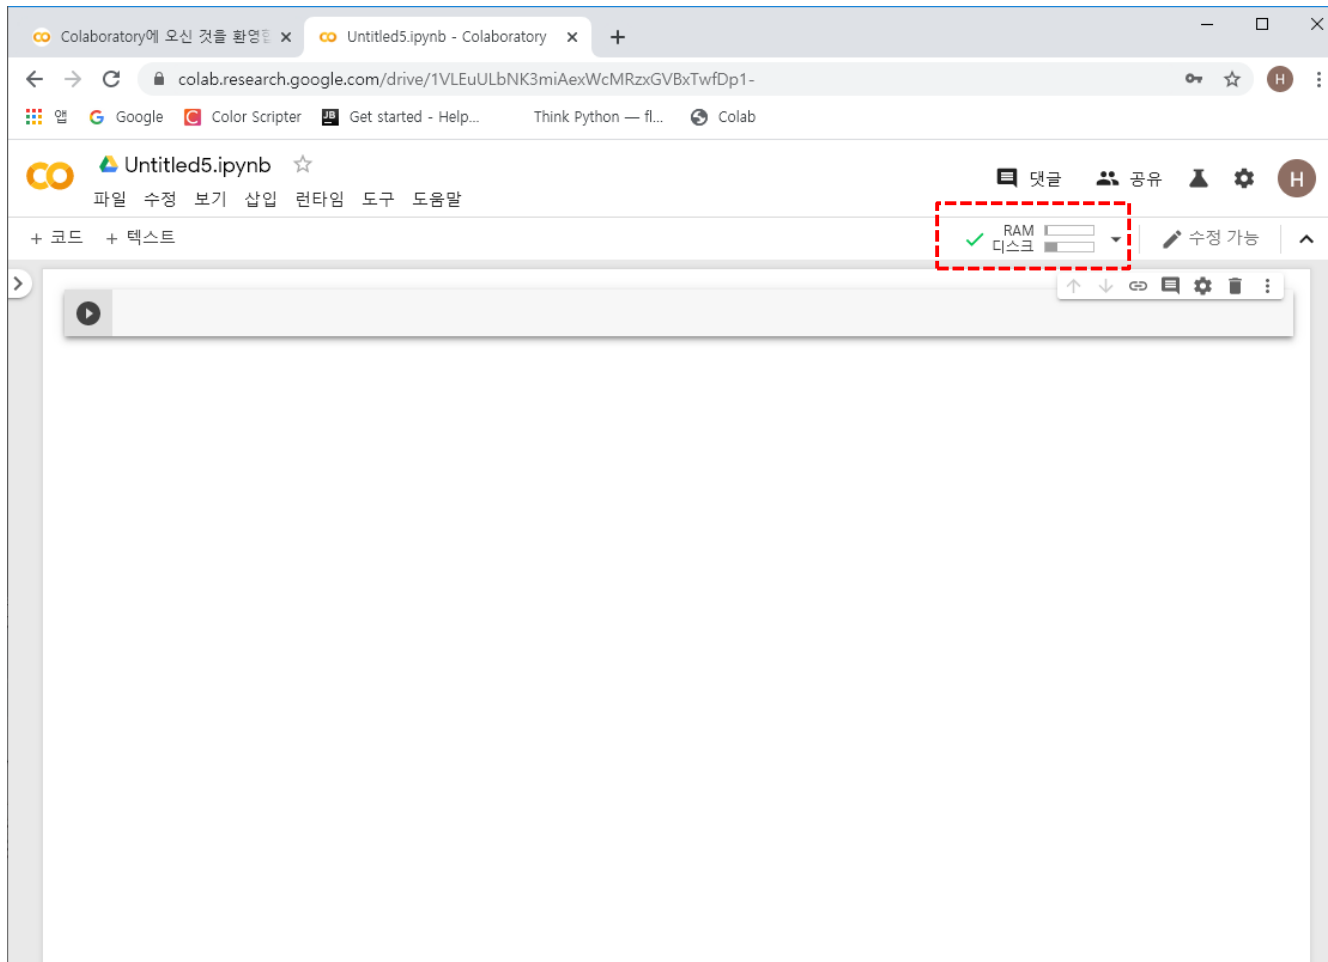 Colaboratory에 오신 것을 환영합
Untitled5.ipynb - Colaboratory
colab.research.google.com/drive/1VLEuULbNK3miAexWcMRzxGVBxTwfDp1-
H
앱 Google Color Scripter Get started - Help... Think Python — fl... Colab
Untitled5.ipynb
파일 수정 보기 삽입 런타임 도구 도움말
댓글 공유 H
+ 코드 + 텍스트
RAM
디스크
수정 가능